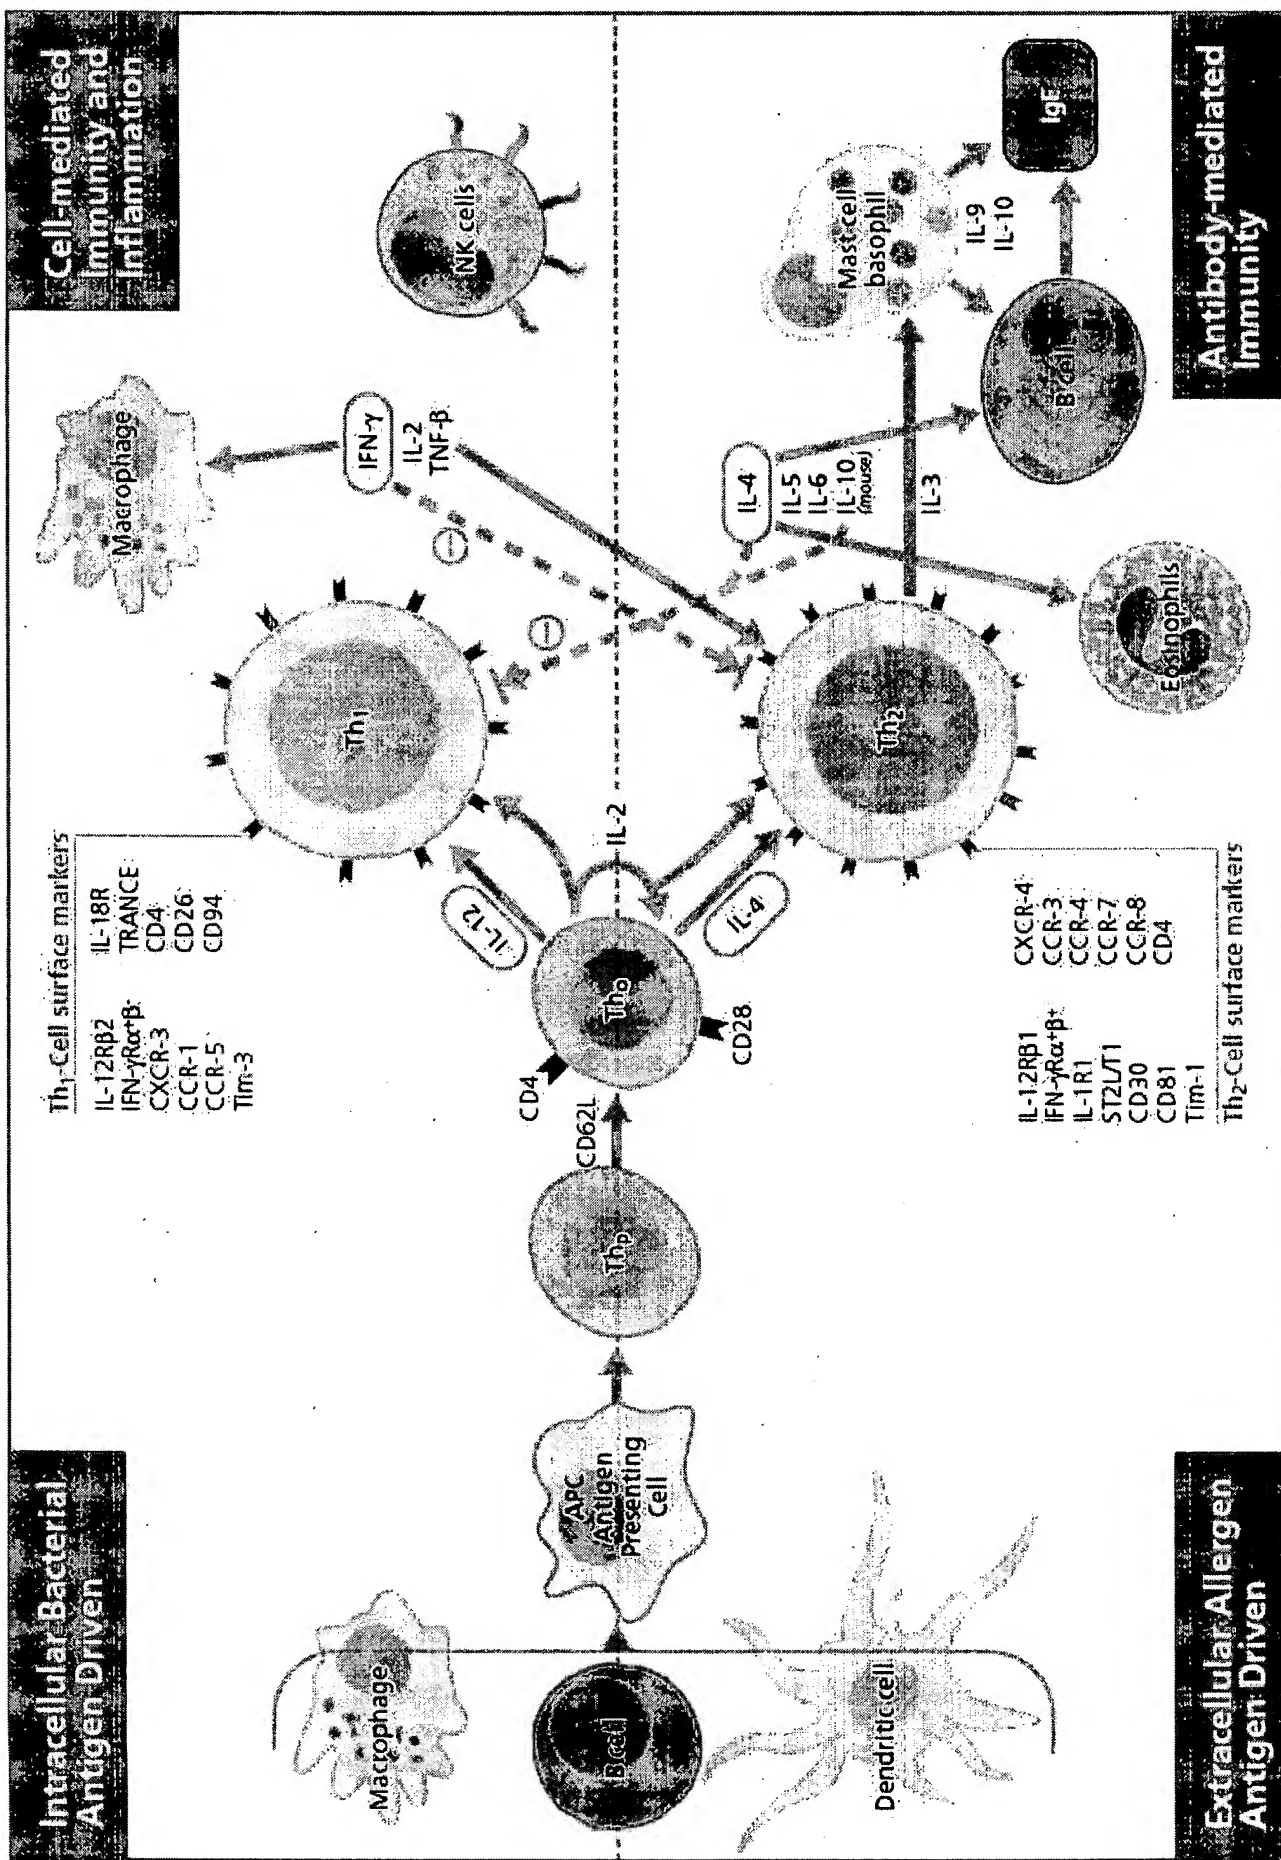 Intracellular Bacterial
Antigen Driven
Cell-mediated
Immunity and
Inflammation
Macrophage
B cell
Dendritic cell
APC
Antigen
Presenting
Cell
Thp
CD62L
CD4
Th0
CD28
IL-12
IL-4
IL-2
Th1-Cell surface markers
IL-12Rβ2
IFN-γRα+β-
CXCR-3
CCR-1
CCR-5
Tim-3
IL-18R
TRANCE
CD4
CD26
CD94
Th1
Macrophage
IFN-γ
IL-2
TNF-β
NK cells
Th2
IL-4
IL-5
IL-6
IL-10
(mouse)
IL-3
Mast cell
basophil
IL-9
IL-10
IgE
B cell
Eosinophils
IL-12Rβ1
IFN-γRα+β+
IL-1R1
ST2L/T1
CD30
CD81
Tim-1
CXCR-4
CCR-3
CCR-4
CCR-7
CCR-8
CD4
Th2-Cell surface markers
Extracellular Allergen
Antigen Driven
Antibody-mediated
Immunity